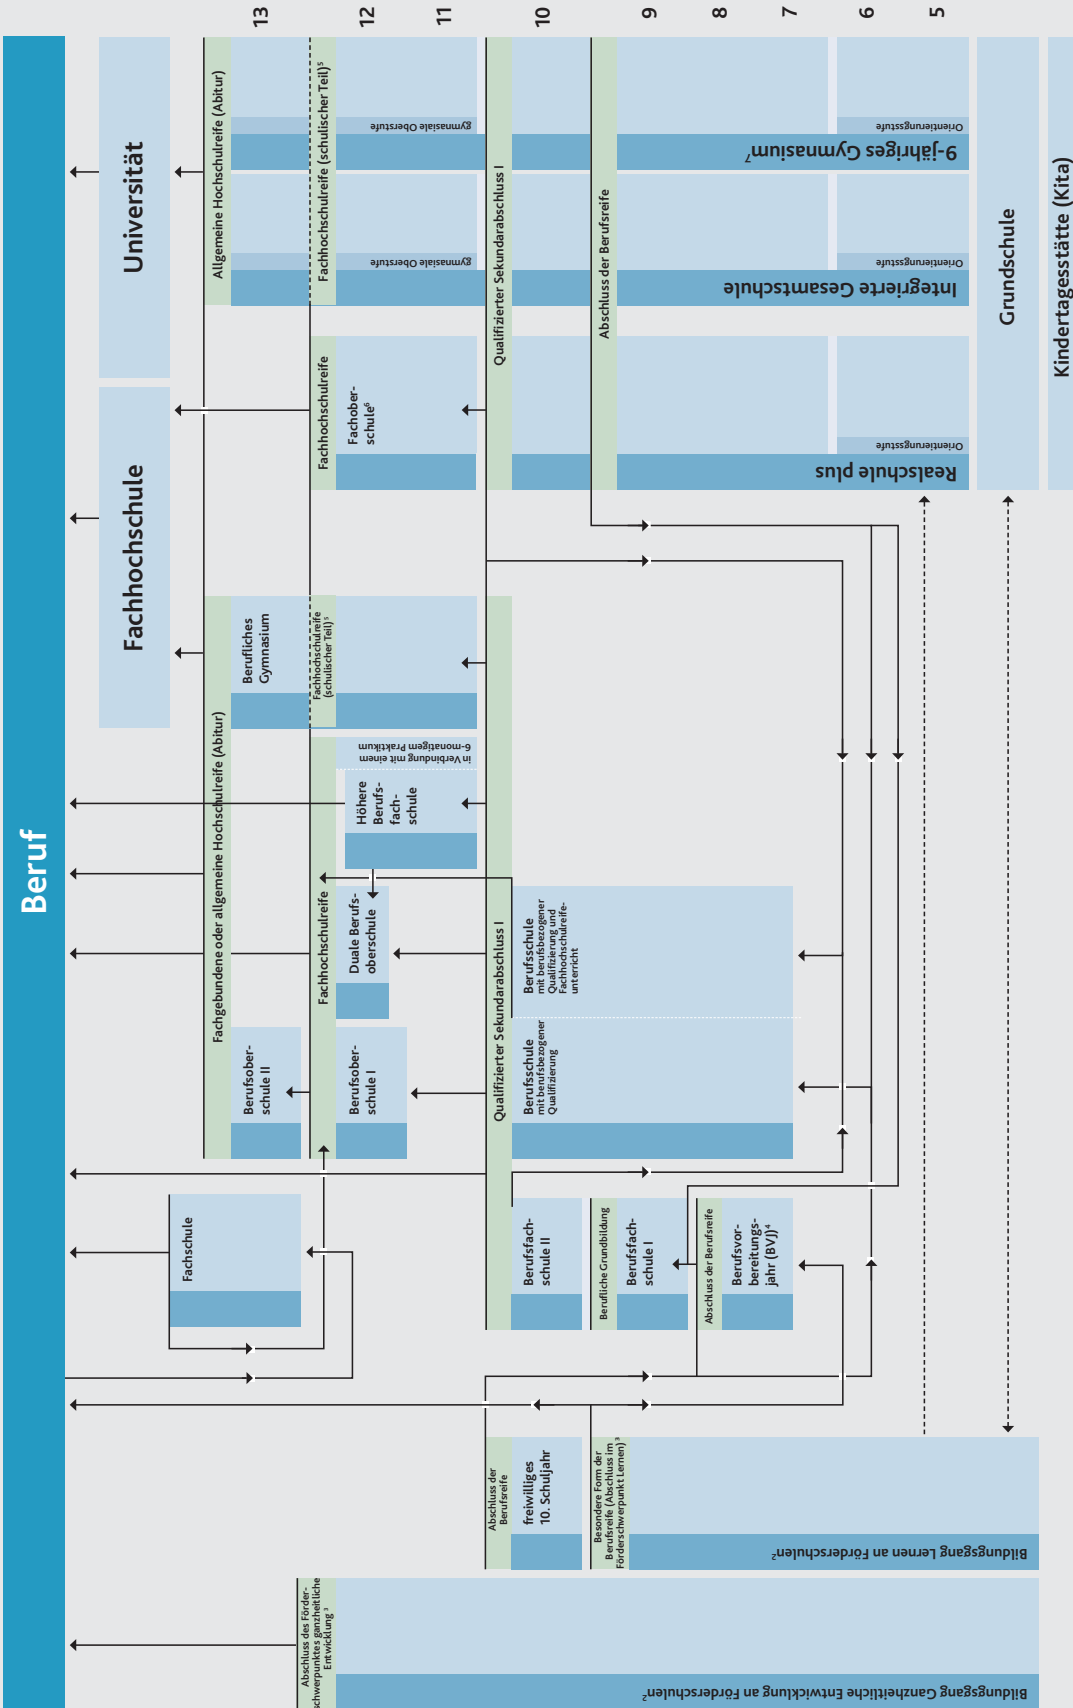 Beruf
Universität
Fachhochschule
13
12
11
10
9
8
7
6
5
Allgemeine Hochschulreife (Abitur)
Fachhochschulreife (schulischer Teil)⁵
gymnasiale Oberstufe
Orientierungsstufe
9-jähriges Gymnasium⁷
gymnasiale Oberstufe
Orientierungsstufe
Integrierte Gesamtschule
Qualifizierter Sekundarabschluss I
Abschluss der Berufsreife
Fachhochschulreife
Fachober-
schule⁶
Orientierungsstufe
Realschule plus
Grundschule
Kindertagesstätte (Kita)
Fachgebundene oder allgemeine Hochschulreife (Abitur)
Berufliches
Gymnasium
Fachhochschulreife
(schulischer Teil)⁵
in Verbindung mit einem
6-monatigem Praktikum
Höhere
Berufs-
fach-
schule
Fachhochschulreife
Duale Berufs-
oberschule
Berufsober-
schule II
Berufsober-
schule I
Qualifizierter Sekundarabschluss I
Berufsschule
mit berufsbezogener
Qualifizierung und
Fachhochschulreife-
unterricht
Berufsschule
mit berufsbezogener
Qualifizierung
Fachschule
Berufsfach-
schule II
Berufliche Grundbildung
Berufsfach-
schule I
Abschluss der Berufsreife
Berufsvor-
bereitungs-
jahr (BVJ)⁴
Abschluss der
Berufsreife
freiwilliges
10. Schuljahr
Besondere Form der
Berufsreife (Abschluss im
Förderschwerpunkt Lernen)³
Bildungsgang Lernen an Förderschulen²
Abschluss des Förder-
schwerpunktes ganzheitliche
Entwicklung³
Bildungsgang Ganzheitliche Entwicklung an Förderschulen²